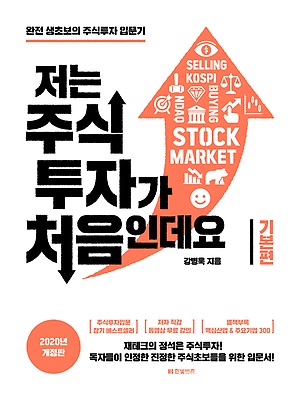 완전 생초보의 주식투자 입문기
저는
주식
투자가
처음인데요
SELLING
KOSPI
BUYING
NDAQ
STOCK
MARKET
강병욱 지음
기본편
2020년
개정판
주식투자입문
장기 베스트셀러
저자 직강
동영상 무료 강의
별책부록
핵심산업 & 주요기업 300
재테크의 정석은 주식투자!
독자들이 인정한 진정한 주식초보들을 위한 입문서!
한빛비즈